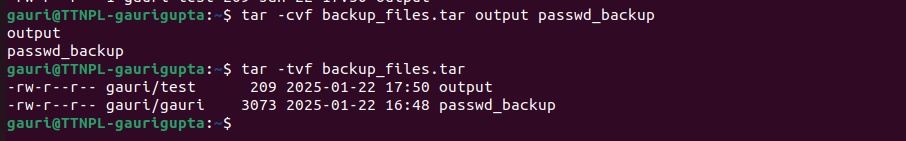 gauri@TTNPL-gaurigupta:~$ tar -cvf backup_files.tar output passwd_backup
output
passwd_backup
gauri@TTNPL-gaurigupta:~$ tar -tvf backup_files.tar
-rw-r--r-- gauri/test       209 2025-01-22 17:50 output
-rw-r--r-- gauri/gauri     3073 2025-01-22 16:48 passwd_backup
gauri@TTNPL-gaurigupta:~$